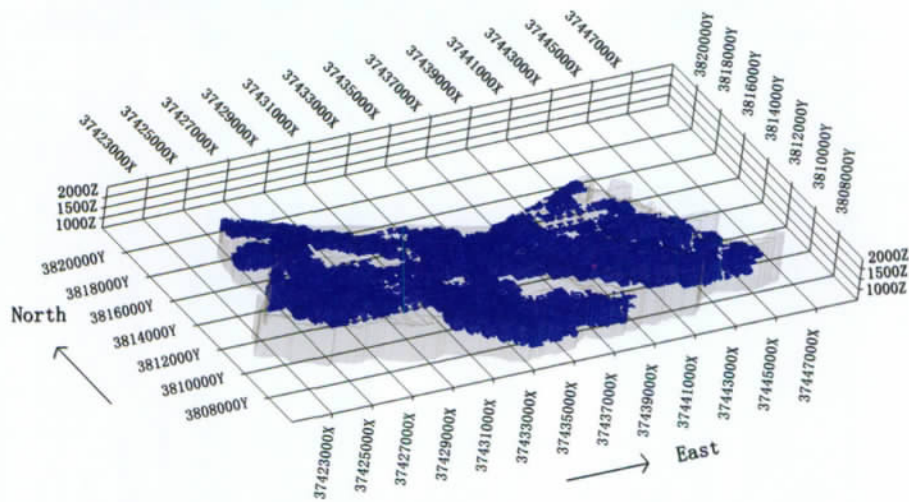 37423000X
37425000X
37427000X
37429000X
37431000X
37433000X
37435000X
37437000X
37439000X
37441000X
37443000X
37445000X
37447000X
3820000Y
3818000Y
3816000Y
3814000Y
3812000Y
3810000Y
3808000Y
2000Z
1500Z
1000Z
2000Z
1500Z
1000Z
3820000Y
3818000Y
3816000Y
3814000Y
3812000Y
3810000Y
3808000Y
North
37423000X
37425000X
37427000X
37429000X
37431000X
37433000X
37435000X
37437000X
37439000X
37441000X
37443000X
37445000X
37447000X
East